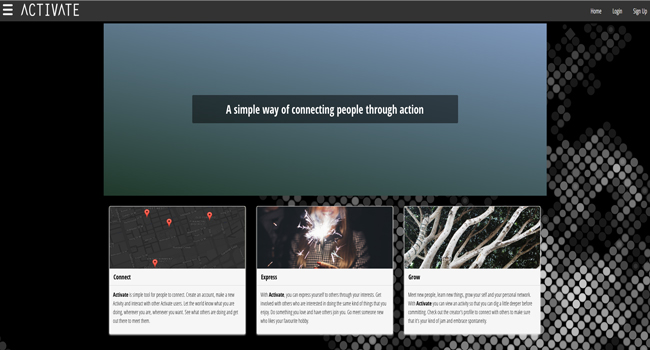 ACTIVATE
Home Login Sign Up
A simple way of connecting people through action
Connect
Activate is simple tool for people to connect. Create an account, make a new
Activity and interact with other Activate users. Let the world know what you are
doing, wherever you are, whenever you want. See what others are doing and get
out there to meet them.
Express
With Activate, you can express yourself to others through your interests. Get
involved with others who are interested in doing the same kind of things that you
enjoy. Do something you love and have others join you. Go meet someone new
who likes your favourite hobby.
Grow
Meet new people, learn new things, grow your self and your personal network.
With Activate you can view an activity so that you can dig a little deeper before
committing. Check out the creator's profile to connect with others to make sure
that it's your kind of jam and embrace spontaneity.